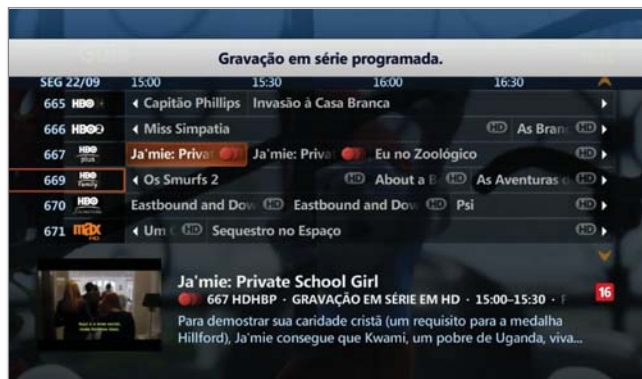 Gravação em série programada.
SEG 22/09 15:00 15:30 16:00 16:30
665 HBO Capitão Phillips Invasão à Casa Branca
666 HBO2 Miss Simpatia HD As Bran HD
667 HBO plus Ja'mie: Privat Ja'mie: Priva Eu no Zoológico HD
669 HBO family Os Smurfs 2 HD About a B HD As Aventuras o HD
670 HBO Eastbound and Dow HD Eastbound and Dow HD Psi HD
671 max HD Um HD Sequestro no Espaço HD
Ja'mie: Private School Girl
667 HDHBP · GRAVAÇÃO EM SÉRIE EM HD · 15:00–15:30 ·
16
Para demostrar sua caridade cristã (um requisito para a medalha
Hillford), Ja'mie consegue que Kwami, um pobre de Uganda, viva...